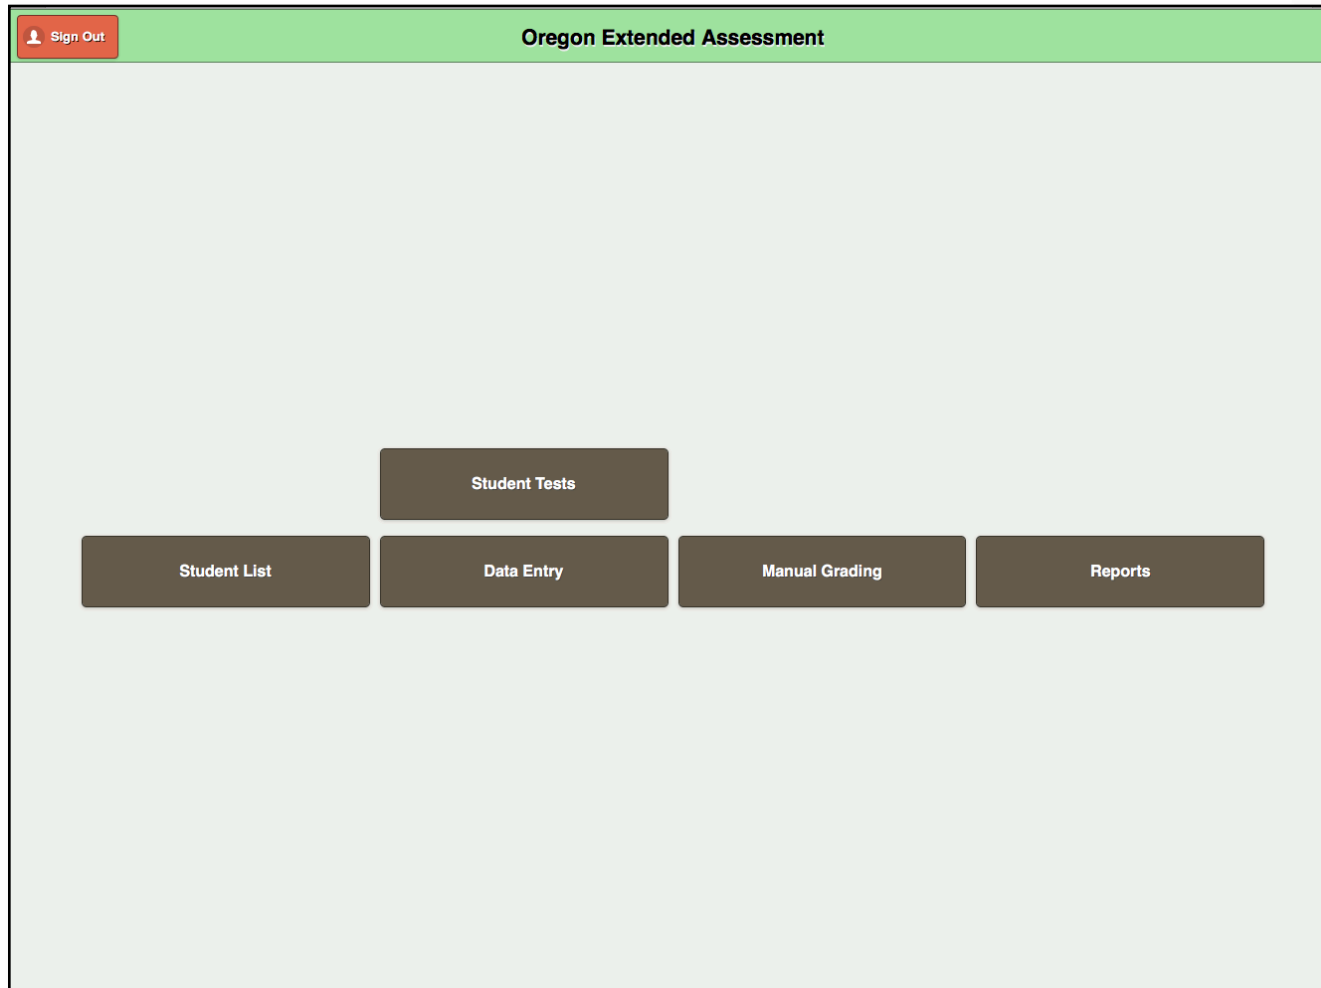 Sign Out
Oregon Extended Assessment
Student Tests
Student List
Data Entry
Manual Grading
Reports